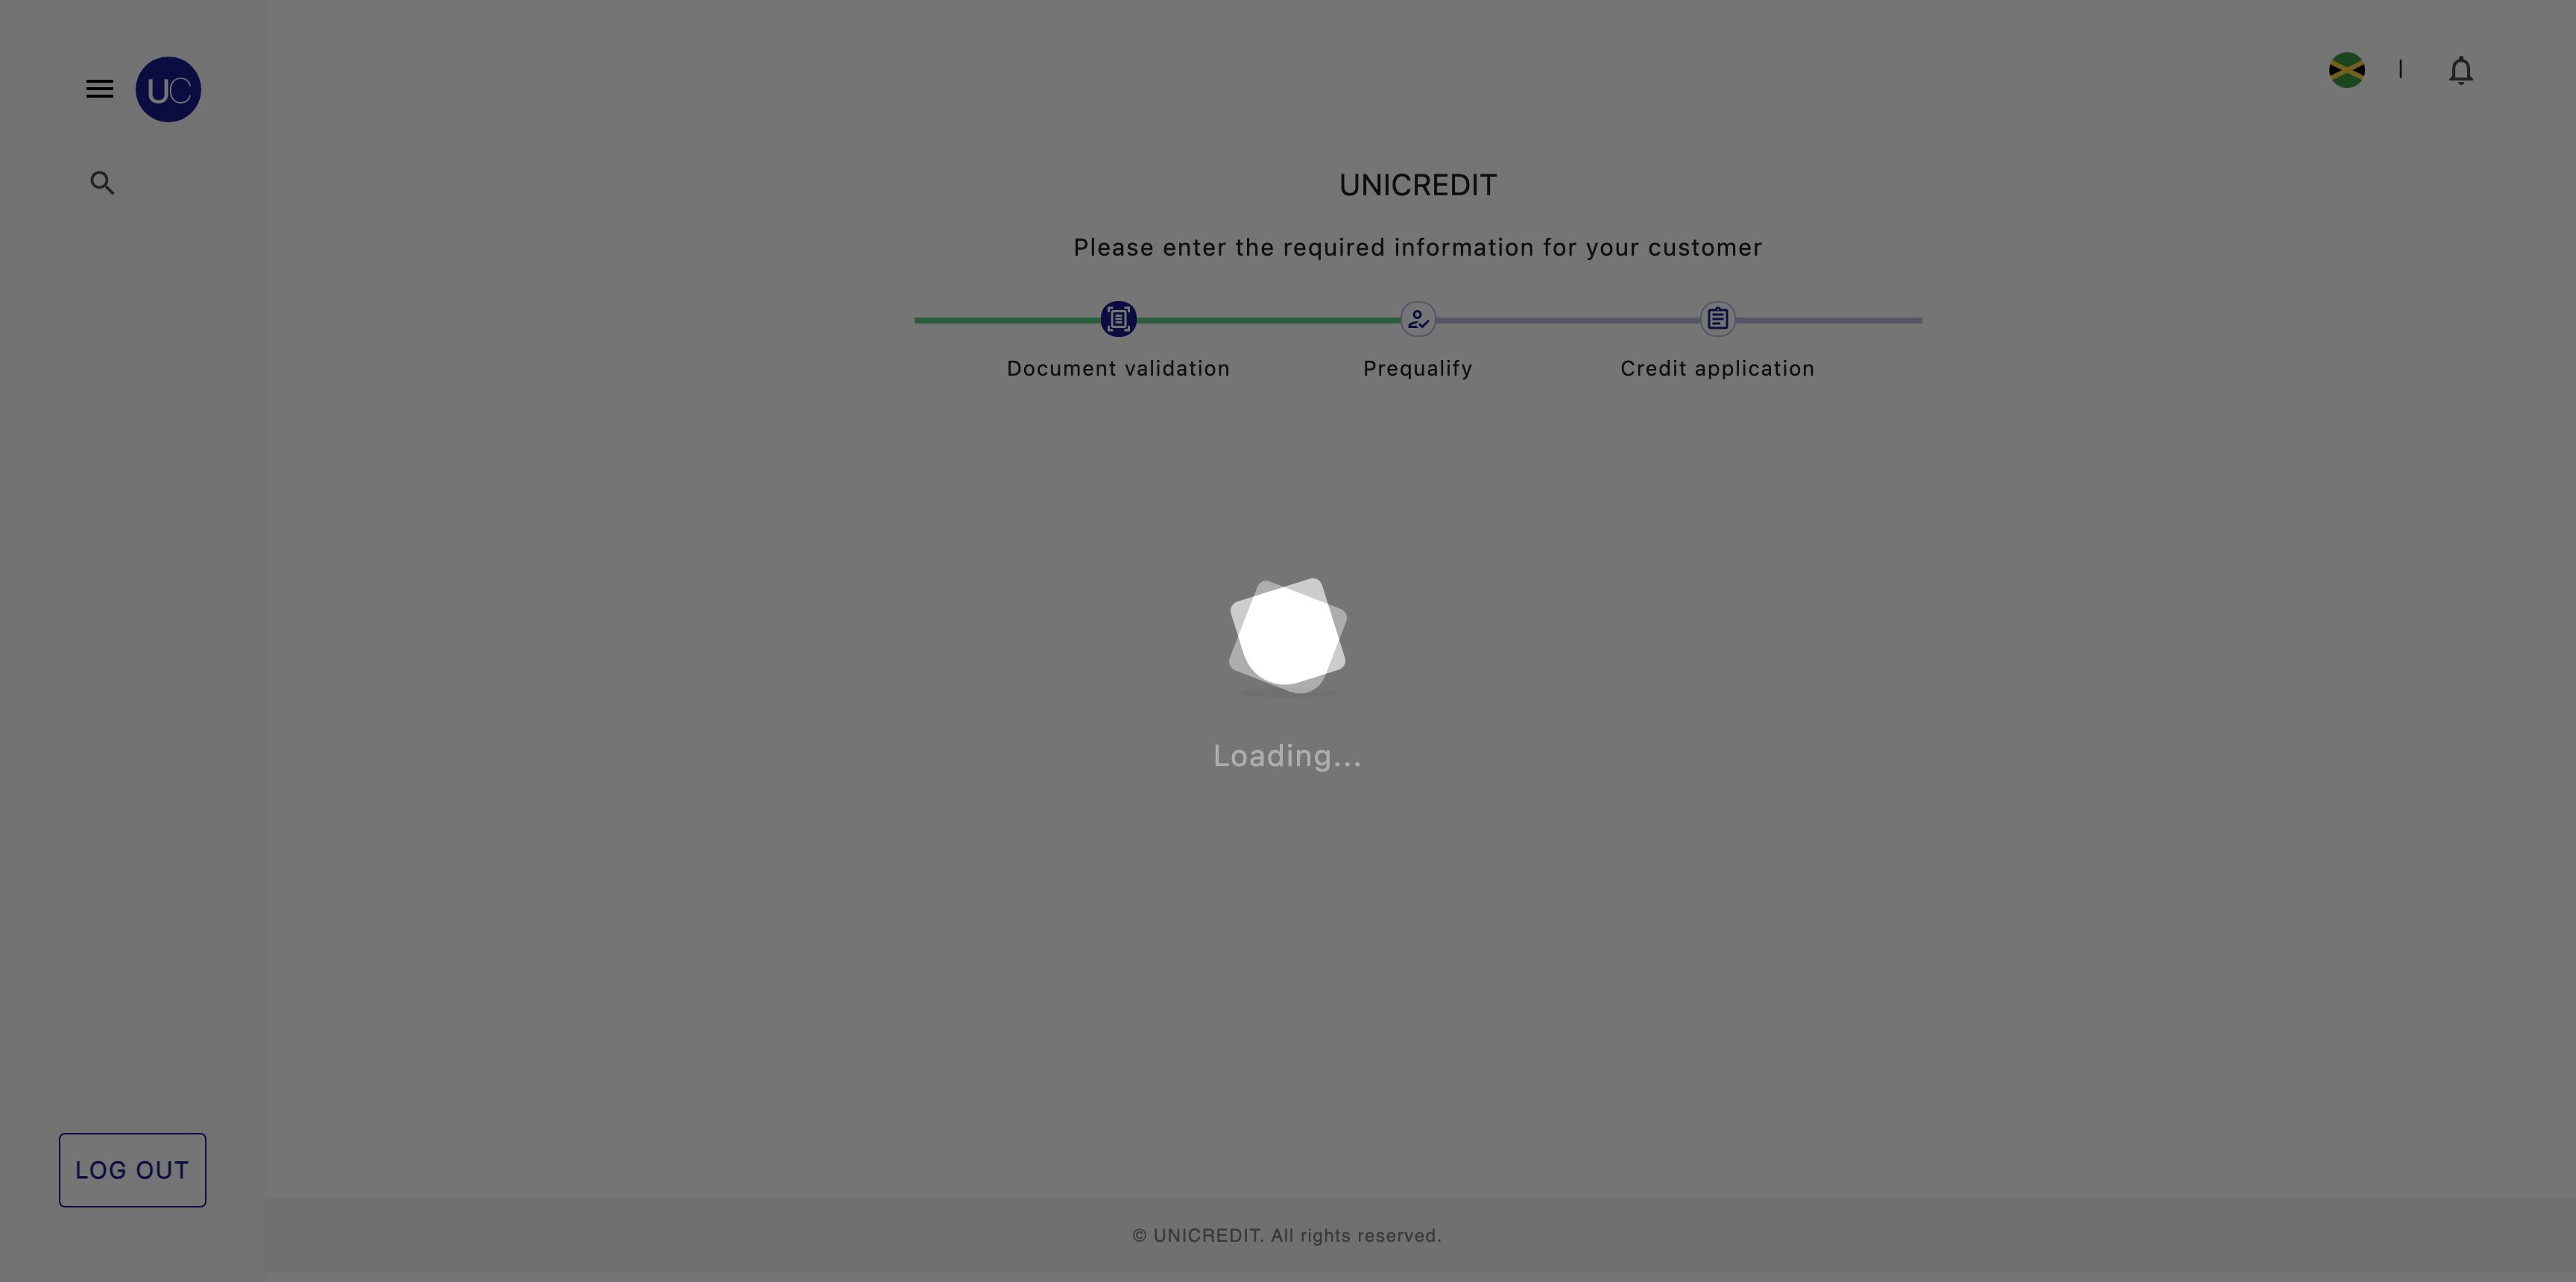 UC
UNICREDIT
Please enter the required information for your customer
Document validation
Prequalify
Credit application
Loading...
LOG OUT
© UNICREDIT. All rights reserved.